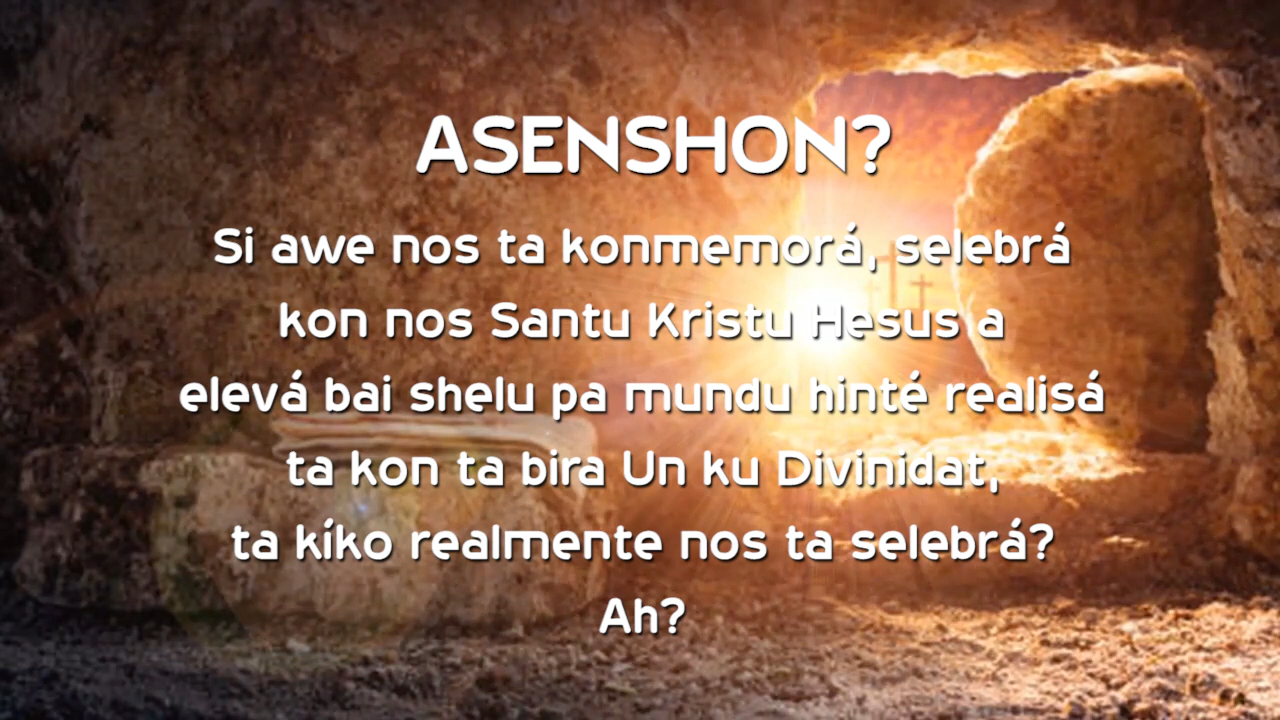 ASENSHON?
Si awe nos ta konmemorá, selebrá
kon nos Santu Kristu Hesus a
elevá bai shelu pa mundu hinté realisá
ta kon ta bira Un ku Divinidat,
ta kíko realmente nos ta selebrá?
Ah?